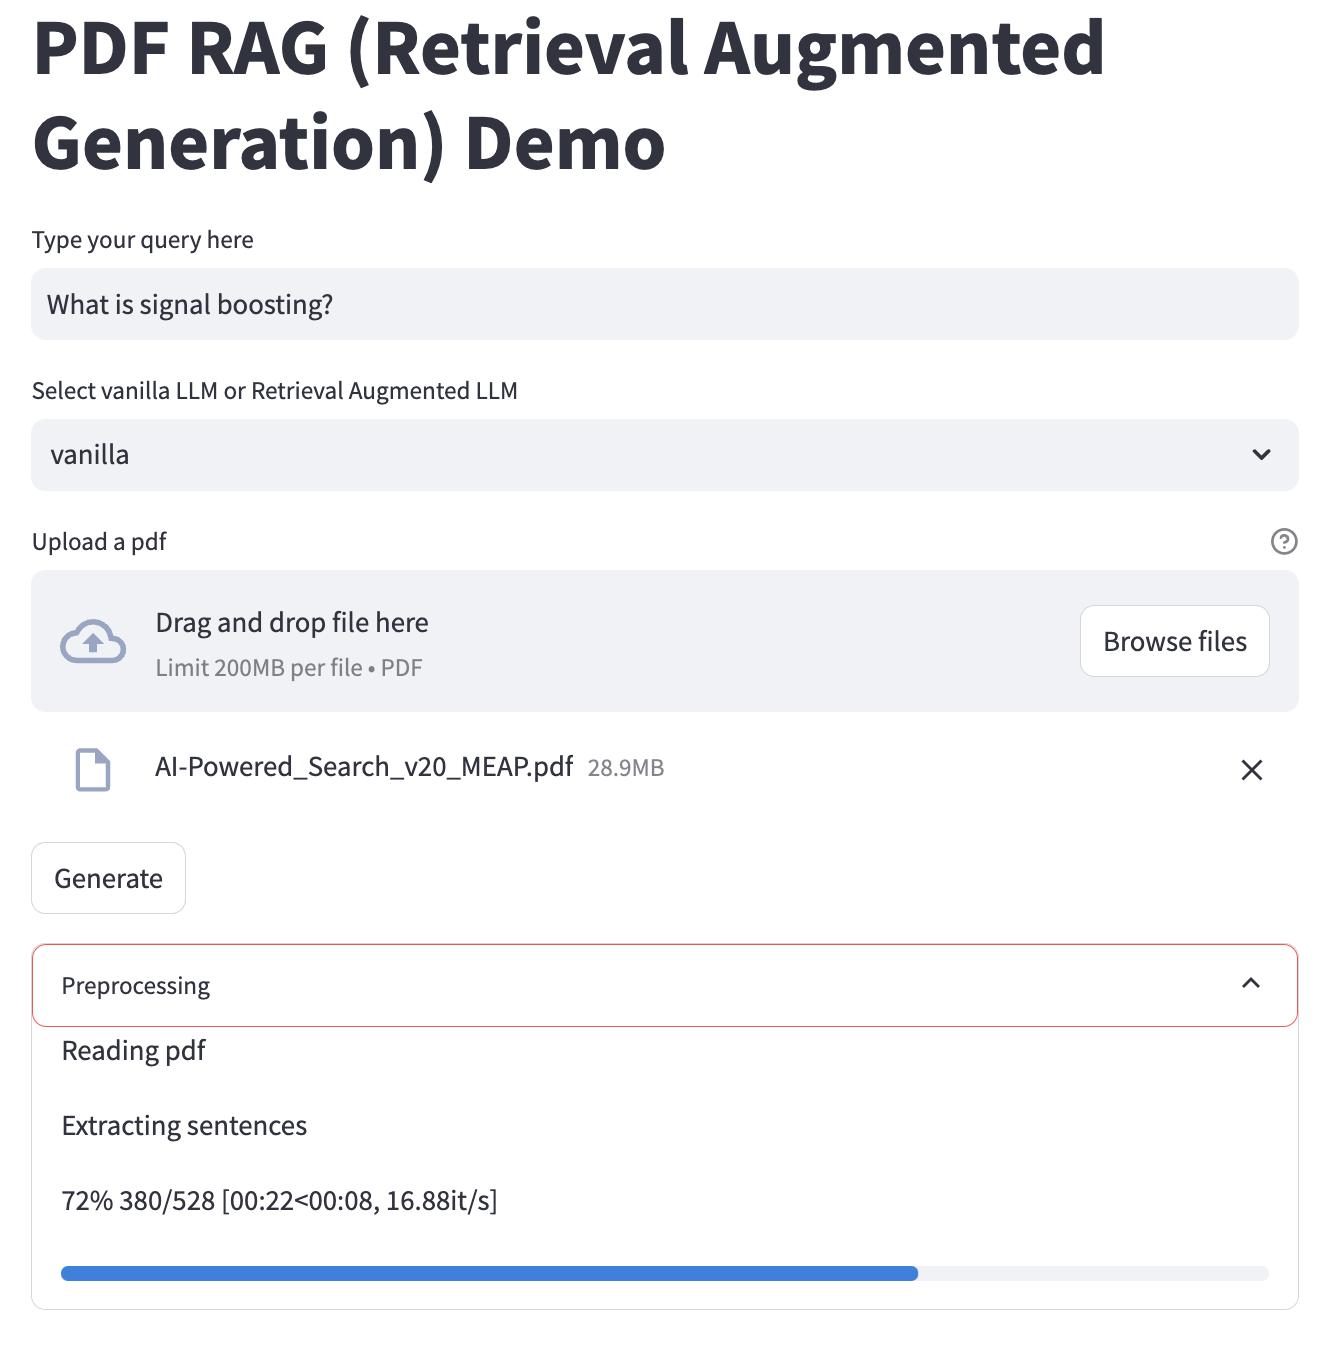 PDF RAG (Retrieval Augmented
Generation) Demo
Type your query here
What is signal boosting?
Select vanilla LLM or Retrieval Augmented LLM
vanilla
Upload a pdf
Drag and drop file here
Limit 200MB per file • PDF
Browse files
AI-Powered_Search_v20_MEAP.pdf 28.9MB
Generate
Preprocessing
Reading pdf
Extracting sentences
72% 380/528 [00:22<00:08, 16.88it/s]